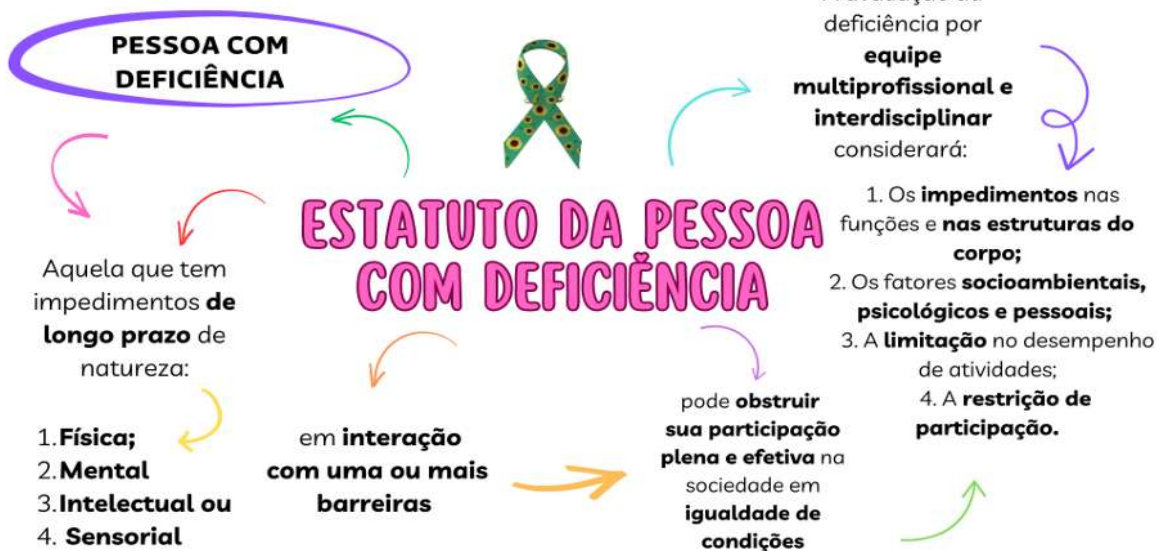 PESSOA COM
DEFICIÊNCIA
Aquela que tem
impedimentos de
longo prazo de
natureza:
1. Física;
2. Mental
3. Intelectual ou
4. Sensorial
ESTATUTO DA PESSOA
COM DEFICIÊNCIA
em interação
com uma ou mais
barreiras
pode obstruir
sua participação
plena e efetiva na
sociedade em
igualdade de
condições
deficiência por
equipe
multiprofissional e
interdisciplinar
considerará:
1. Os impedimentos nas
funções e nas estruturas do
corpo;
2. Os fatores socioambientais,
psicológicos e pessoais;
3. A limitação no desempenho
de atividades;
4. A restrição de
participação.